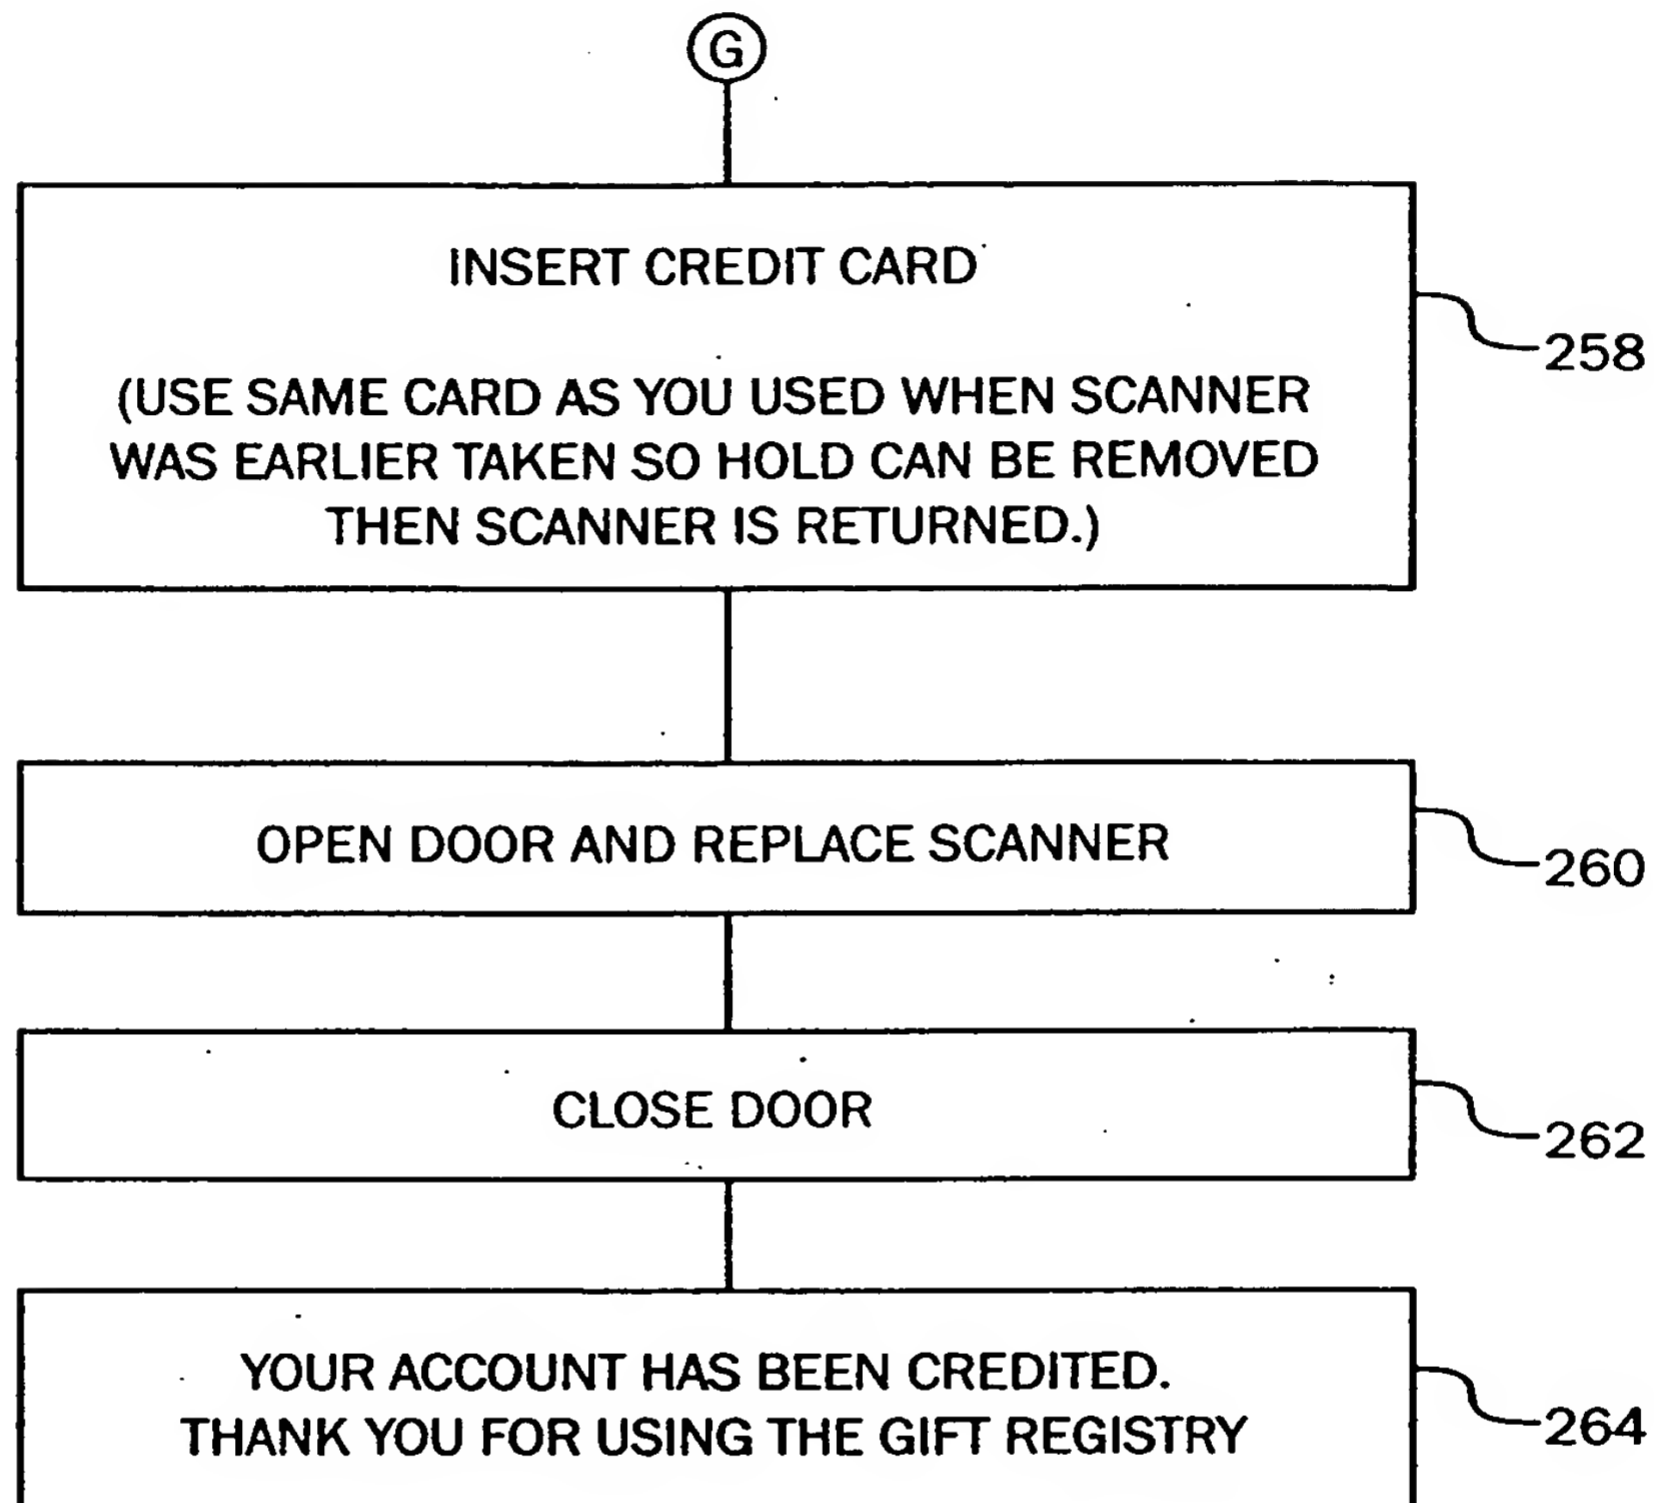 G
INSERT CREDIT CARD
(USE SAME CARD AS YOU USED WHEN SCANNER
WAS EARLIER TAKEN SO HOLD CAN BE REMOVED
THEN SCANNER IS RETURNED.)
258
OPEN DOOR AND REPLACE SCANNER
260
CLOSE DOOR
262
YOUR ACCOUNT HAS BEEN CREDITED.
THANK YOU FOR USING THE GIFT REGISTRY
264